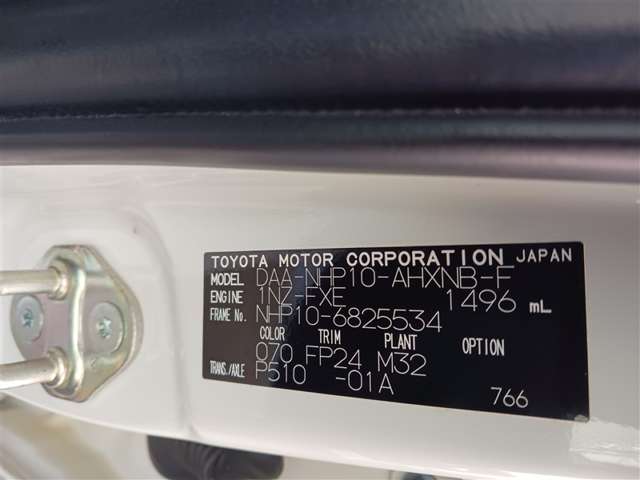 TOYOTA MOTOR CORPORATION JAPAN
MODEL DAA-NHP10-AHXNB-F
ENGINE 1NZ-FXE 1496 mL
FRAME No. NHP10-6825534
COLOR TRIM PLANT OPTION
070 FP24 M32
TRANS./AXLE P510 -01A
766